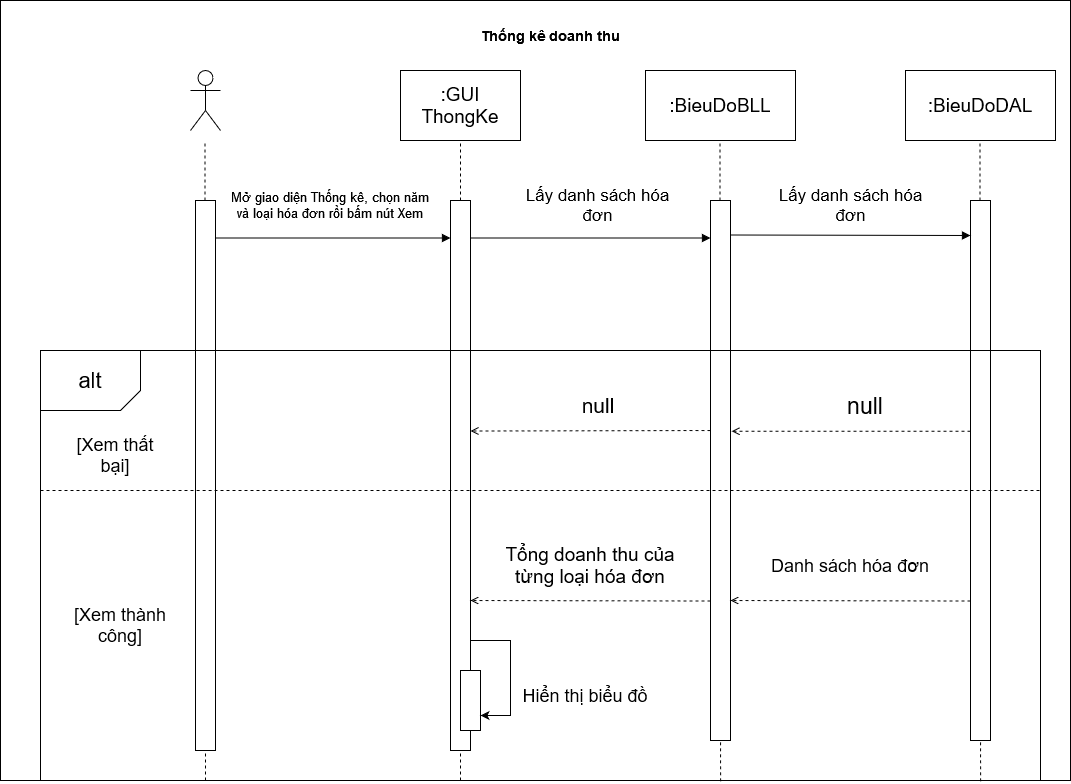 Thống kê doanh thu
:GUI
ThongKe
:BieuDoBLL
:BieuDoDAL
Mở giao diện Thống kê, chọn năm
và loại hóa đơn rồi bấm nút Xem
Lấy danh sách hóa
đơn
Lấy danh sách hóa
đơn
alt
null
null
[Xem thất
bại]
Tổng doanh thu của
từng loại hóa đơn
Danh sách hóa đơn
[Xem thành
công]
Hiển thị biểu đồ